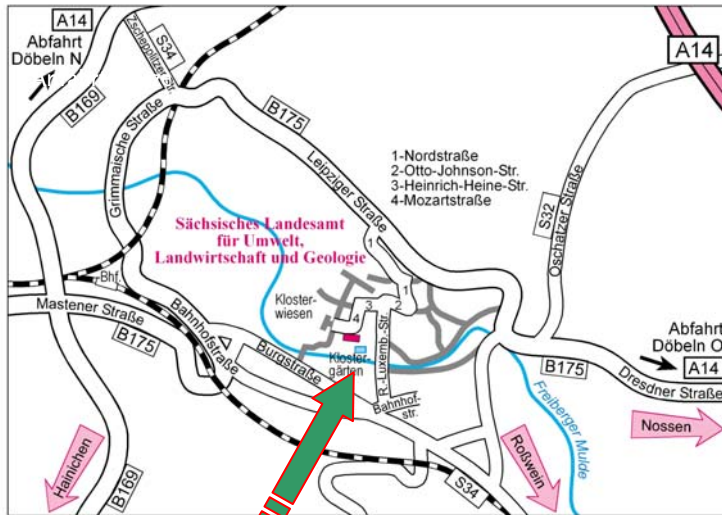 A14
Abfahrt
Döbeln N
S34
Zschepplitzer Str.
B169
Grimmaische Straße
B175
Leipziger Straße
A14
1-Nordstraße
2-Otto-Johnson-Str.
3-Heinrich-Heine-Str.
4-Mozartstraße
S32
Oschatzer Straße
Sächsisches Landesamt
für Umwelt,
Landwirtschaft und Geologie
1
1
2
3
4
Kloster-
wiesen
Bhf.
Mastener Straße
B175
Bahnhofstraße
Burgstraße
Kloster-
gärten
R.-Luxemb.-Str.
Bahnhof-
str.
Abfahrt
Döbeln O
A14
B175
Dresdner Straße
Freiberger Mulde
Nossen
Hainichen
B169
S34
Roßwein